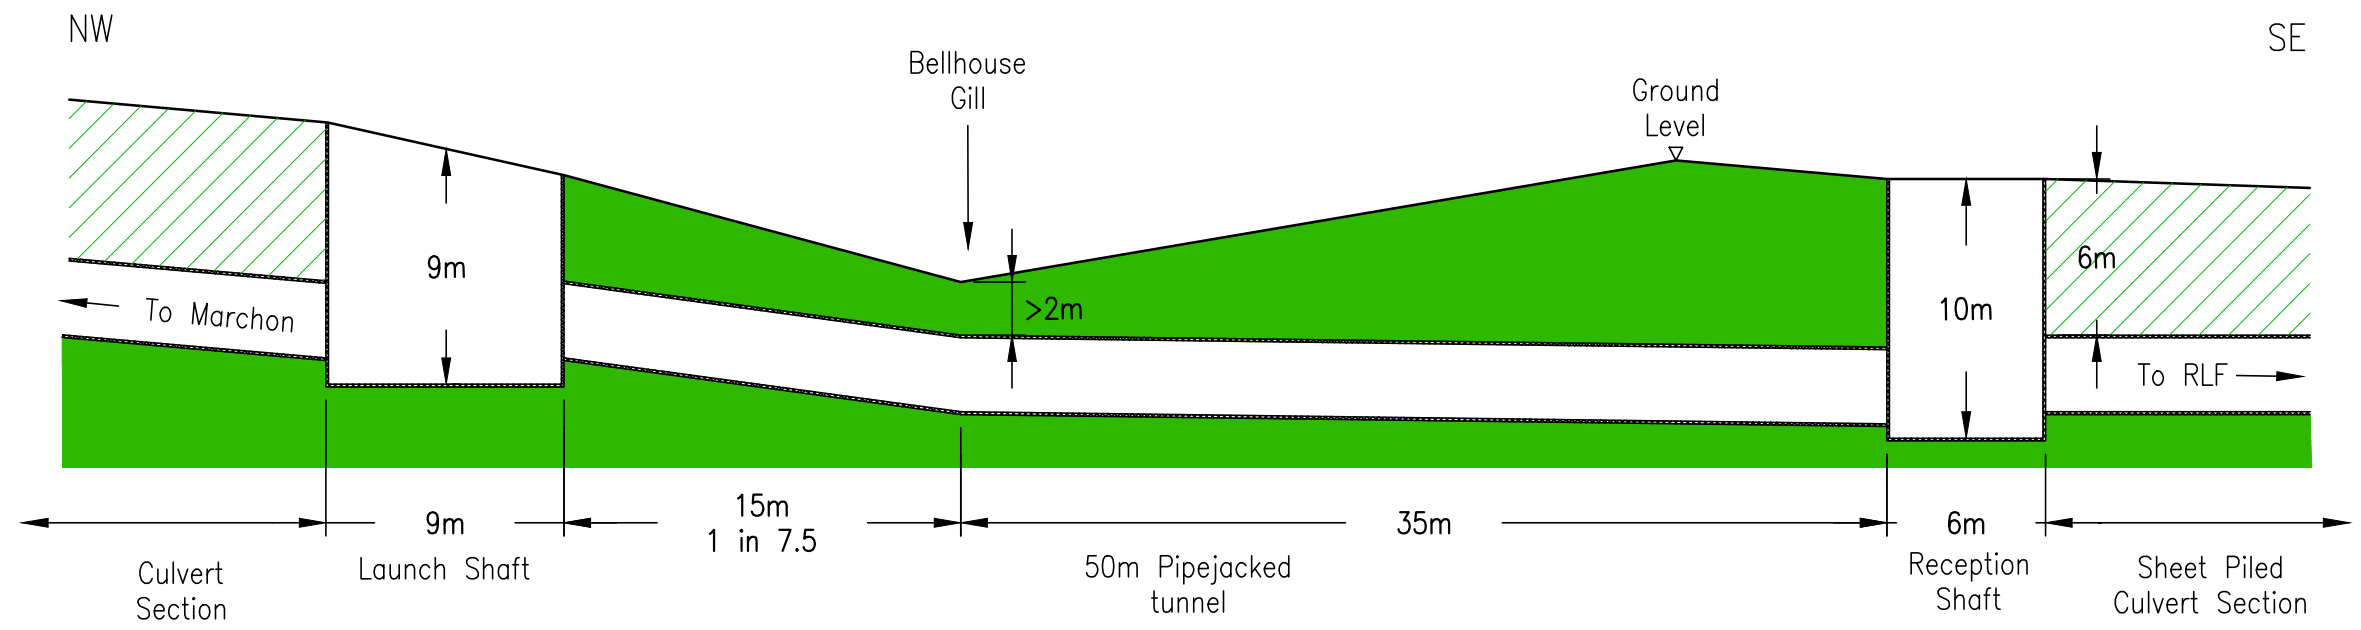 NW
SE
Bellhouse
Gill
Ground
Level
9m
To Marchon
>2m
10m
6m
To RLF
9m
15m
1 in 7.5
35m
6m
Launch Shaft
Culvert
Section
50m Pipejacked
tunnel
Reception
Shaft
Sheet Piled
Culvert Section